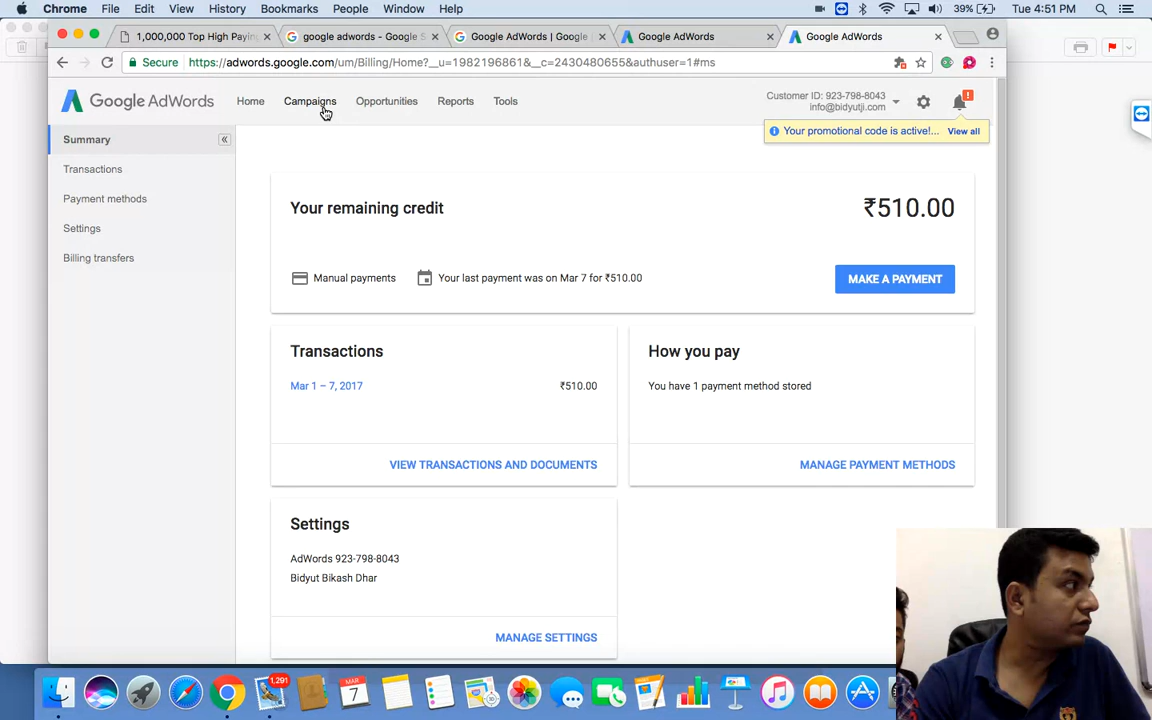 Chrome File Edit View History Bookmarks People Window Help 39% Tue 4:51 PM
1,000,000 Top High Paying
google adwords - Google S
Google AdWords | Google
Google AdWords
Google AdWords
Secure https://adwords.google.com/um/Billing/Home?__u=1982196861&__c=2430480655&authuser=1#ms
Google AdWords Home Campaigns Opportunities Reports Tools
Customer ID: 923-798-8043
info@bidyutji.com
!
Your promotional code is active!... View all
Summary
Transactions
Payment methods
Settings
Billing transfers
Your remaining credit ₹510.00
Manual payments Your last payment was on Mar 7 for ₹510.00 MAKE A PAYMENT
Transactions
Mar 1 – 7, 2017 ₹510.00
VIEW TRANSACTIONS AND DOCUMENTS
How you pay
You have 1 payment method stored
MANAGE PAYMENT METHODS
Settings
AdWords 923-798-8043
Bidyut Bikash Dhar
MANAGE SETTINGS
1,291
MAR
7